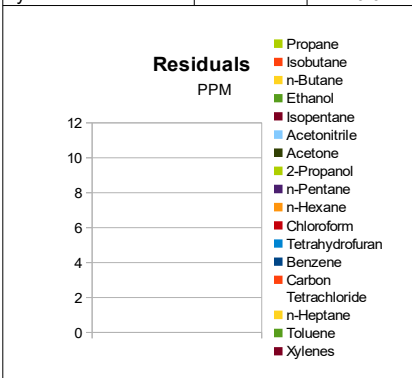 Residuals
PPM
12
10
8
6
4
2
0
Propane
Isobutane
n-Butane
Ethanol
Isopentane
Acetonitrile
Acetone
2-Propanol
n-Pentane
n-Hexane
Chloroform
Tetrahydrofuran
Benzene
Carbon
Tetrachloride
n-Heptane
Toluene
Xylenes